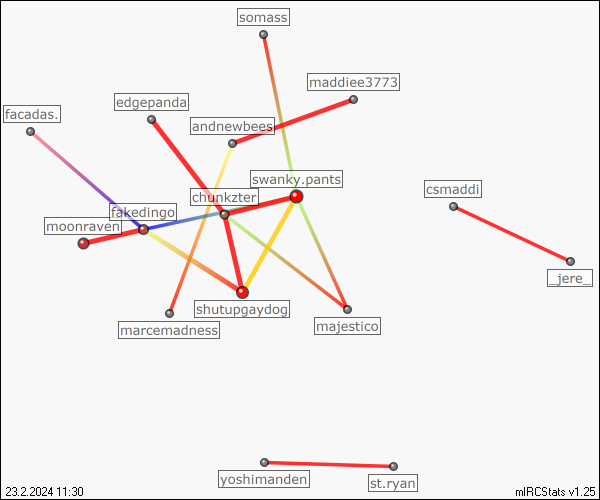 somass
maddiee3773
edgepanda
facadas.
andnewbees
swanky.pants
csmaddi
chunkzter
fakedingo
moonraven
_jere_
shutupgaydog
marcemadness
majestico
yoshimanden
st.ryan
23.2.2024 11:30
mIRCStats v1.25